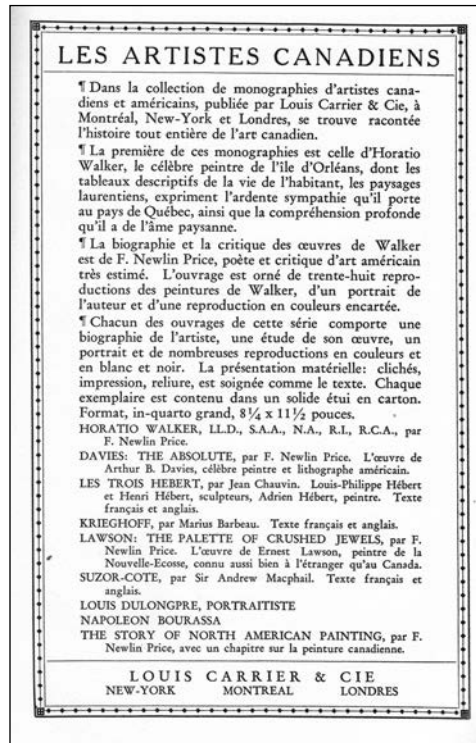 LES ARTISTES CANADIENS
¶ Dans la collection de monographies d'artistes cana-
diens et américains, publiée par Louis Carrier & Cie, à
Montréal, New-York et Londres, se trouve racontée
l'histoire tout entière de l'art canadien.
¶ La première de ces monographies est celle d'Horatio
Walker, le célèbre peintre de l'île d'Orléans, dont les
tableaux descriptifs de la vie de l'habitant, les paysages
laurentiens, expriment l'ardente sympathie qu'il porte
au pays de Québec, ainsi que la compréhension profonde
qu'il a de l'âme paysanne.
¶ La biographie et la critique des œuvres de Walker
est de F. Newlin Price, poète et critique d'art américain
très estimé. L'ouvrage est orné de trente-huit repro-
ductions des peintures de Walker, d'un portrait de
l'auteur et d'une reproduction en couleurs encartée.
¶ Chacun des ouvrages de cette série comporte une
biographie de l'artiste, une étude de son œuvre, un
portrait et de nombreuses reproductions en couleurs et
en blanc et noir. La présentation matérielle: clichés,
impression, reliure, est soignée comme le texte. Chaque
exemplaire est contenu dans un solide étui en carton.
Format, in-quarto grand, 8¼ x 11½ pouces.
HORATIO WALKER, LL.D., S.A.A., N.A., R.I., R.C.A., par
F. Newlin Price.
DAVIES: THE ABSOLUTE, par F. Newlin Price. L'œuvre de
Arthur B. Davies, célèbre peintre et lithographe américain.
LES TROIS HEBERT, par Jean Chauvin. Louis-Philippe Hébert
et Henri Hébert, sculpteurs, Adrien Hébert, peintre. Texte
français et anglais.
KRIEGHOFF, par Marius Barbeau. Texte français et anglais.
LAWSON: THE PALETTE OF CRUSHED JEWELS, par F.
Newlin Price. L'œuvre de Ernest Lawson, peintre de la
Nouvelle-Ecosse, connu aussi bien à l'étranger qu'au Canada.
SUZOR-COTE, par Sir Andrew Macphail. Texte français et
anglais.
LOUIS DULONGPRE, PORTRAITISTE
NAPOLEON BOURASSA
THE STORY OF NORTH AMERICAN PAINTING, par F.
Newlin Price, avec un chapitre sur la peinture canadienne.
LOUIS CARRIER & CIE
NEW-YORK MONTREAL LONDRES